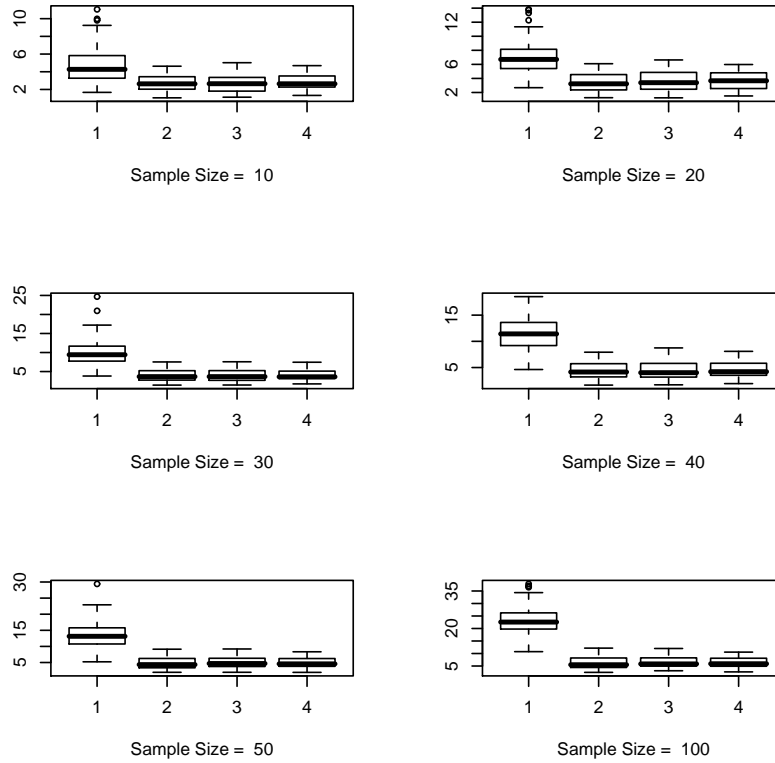 10
6
2
1 2 3 4
Sample Size = 10
12
6
2
1 2 3 4
Sample Size = 20
25
15
5
1 2 3 4
Sample Size = 30
15
5
1 2 3 4
Sample Size = 40
30
15
5
1 2 3 4
Sample Size = 50
35
20
5
1 2 3 4
Sample Size = 100